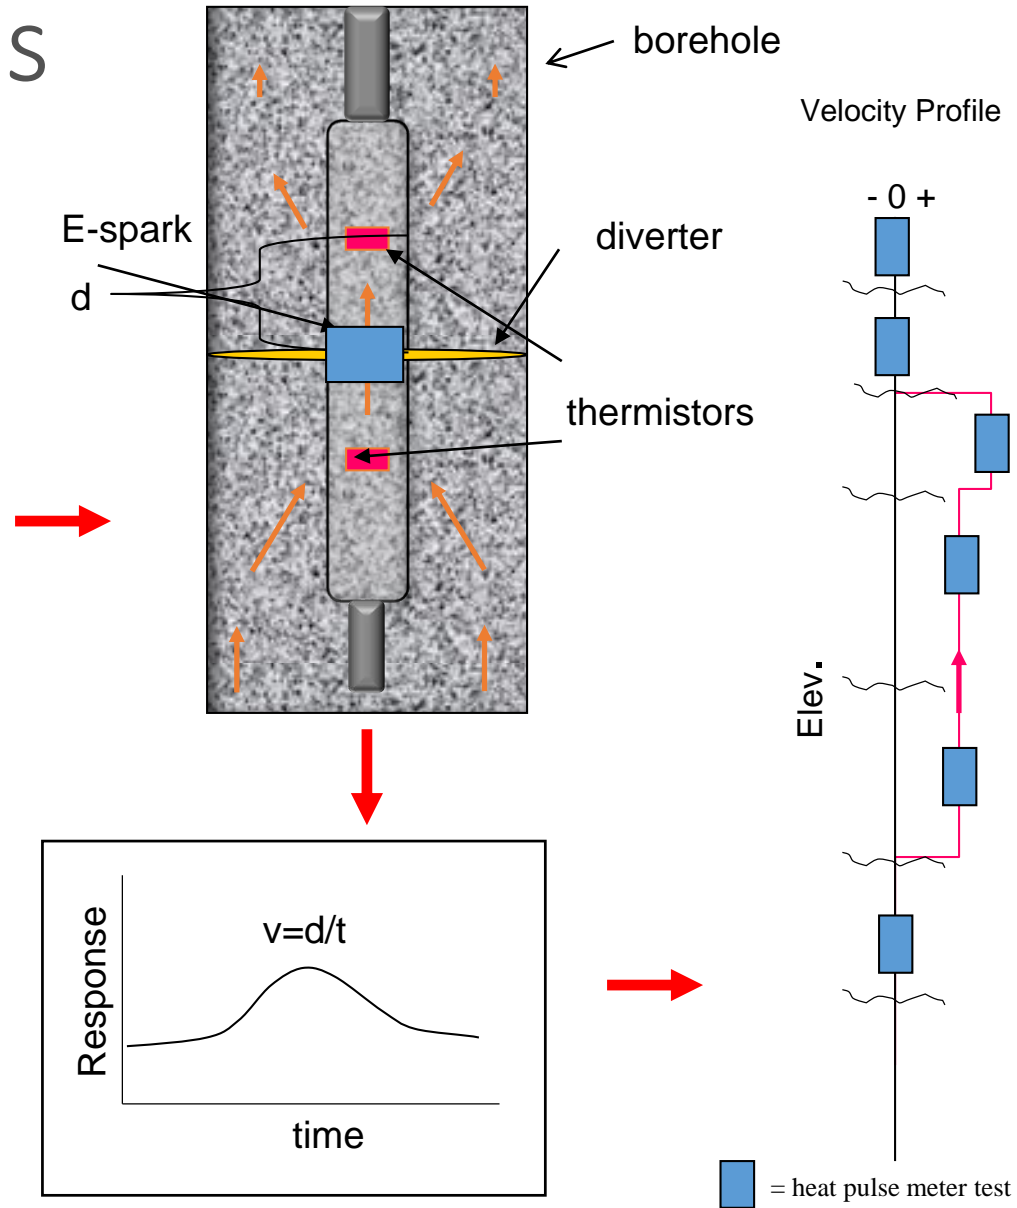 S
borehole
Velocity Profile
- 0 +
E-spark
diverter
d
thermistors
Elev.
v=d/t
Response
time
= heat pulse meter test